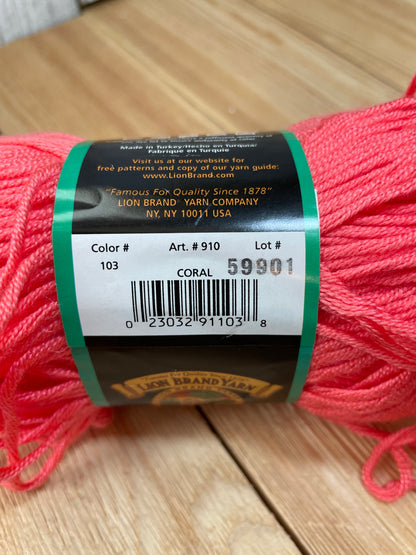 Made in Turkey/Hecho en Turquía/
Fabriqué en Turquie
Visit us at our website for
free patterns and copy of our yarn guide:
www.LionBrand.com
"Famous For Quality Since 1878"
LION BRAND® YARN COMPANY
NY, NY 10011 USA
Color # Art. # 910 Lot #
103 CORAL 59901
0 23032 91103 8
LION BRAND YARN